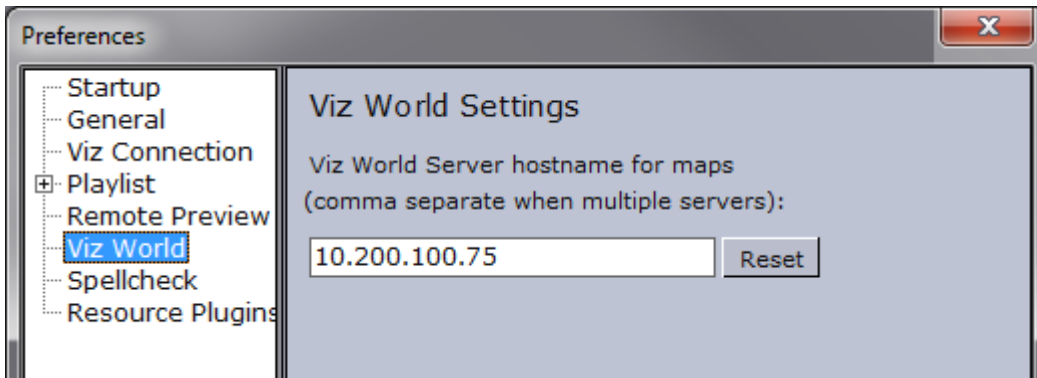 Preferences
Startup
General
Viz Connection
Playlist
Remote Preview
Viz World
Spellcheck
Resource Plugins
Viz World Settings
Viz World Server hostname for maps
(comma separate when multiple servers):
10.200.100.75
Reset